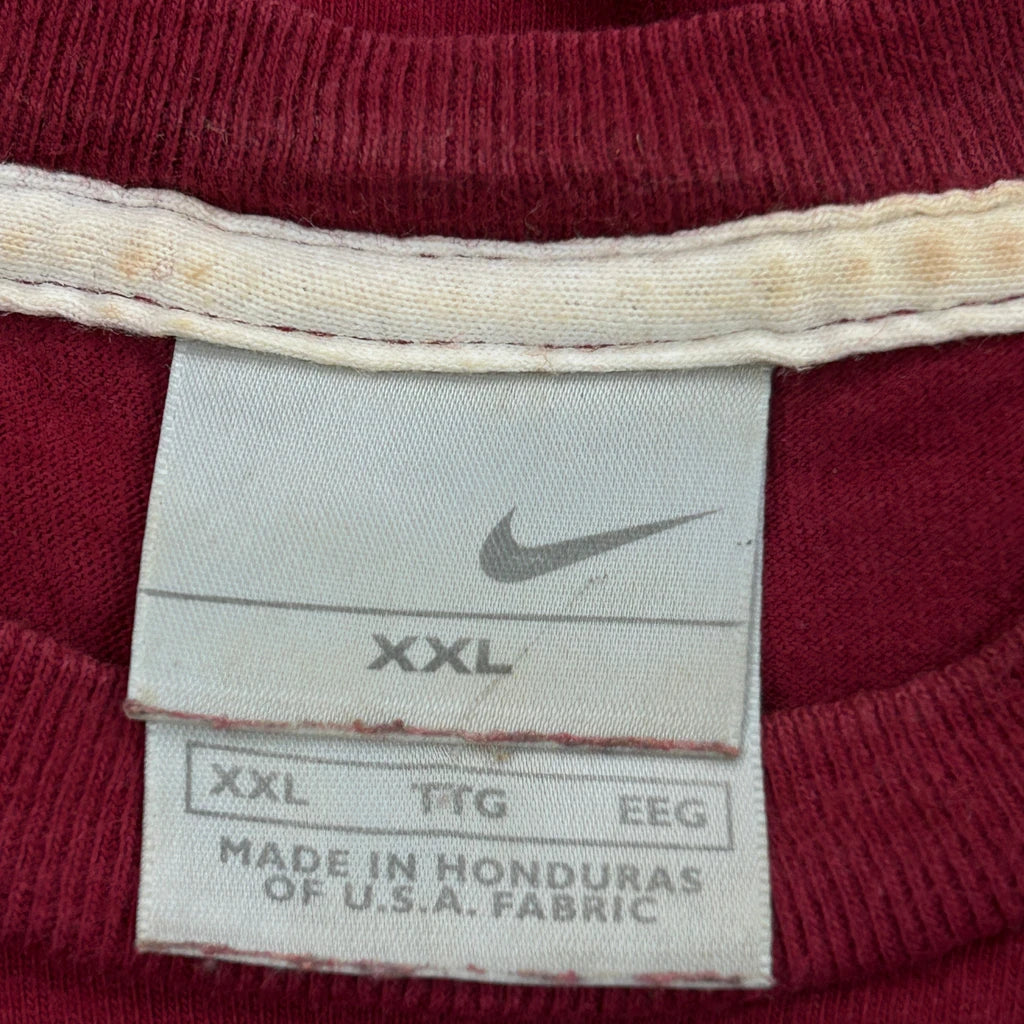 XXL
XXL TTG EEG
MADE IN HONDURAS
OF U.S.A. FABRIC